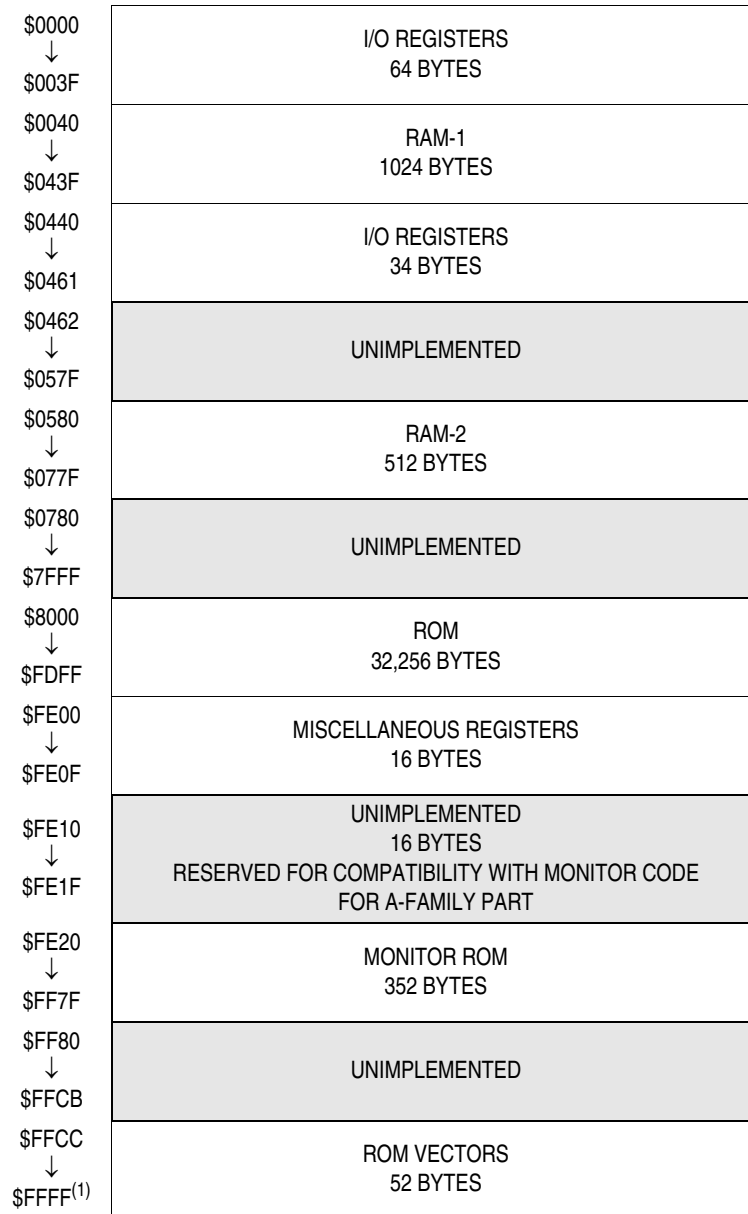 $0000
↓
$003F
I/O REGISTERS
64 BYTES
$0040
↓
$043F
RAM-1
1024 BYTES
$0440
↓
$0461
I/O REGISTERS
34 BYTES
$0462
↓
$057F
UNIMPLEMENTED
$0580
↓
$077F
RAM-2
512 BYTES
$0780
↓
$7FFF
UNIMPLEMENTED
$8000
↓
$FDFF
ROM
32,256 BYTES
$FE00
↓
$FE0F
MISCELLANEOUS REGISTERS
16 BYTES
$FE10
↓
$FE1F
UNIMPLEMENTED
16 BYTES
RESERVED FOR COMPATIBILITY WITH MONITOR CODE
FOR A-FAMILY PART
$FE20
↓
$FF7F
MONITOR ROM
352 BYTES
$FF80
↓
$FFCB
UNIMPLEMENTED
$FFCC
↓
$FFFF(1)
ROM VECTORS
52 BYTES